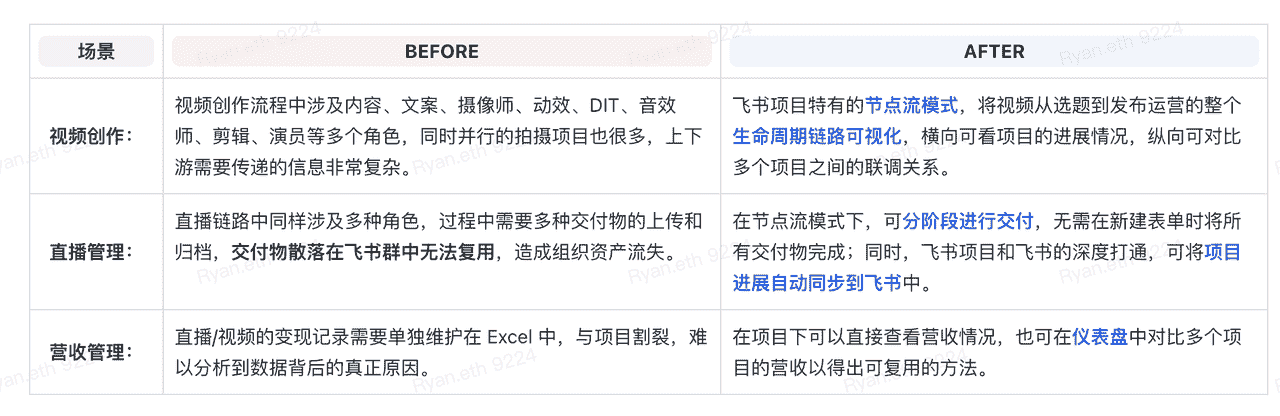 场景
BEFORE
AFTER
视频创作：
视频创作流程中涉及内容、文案、摄像师、动效、DIT、音效
师、剪辑、演员等多个角色，同时并行的拍摄项目也很多，上下
游需要传递的信息非常复杂。
飞书项目特有的节点流模式，将视频从选题到发布运营的整个
生命周期链路可视化，横向可看项目的进展情况，纵向可对比
多个项目之间的联调关系。
直播管理：
直播链路中同样涉及多种角色，过程中需要多种交付物的上传和
归档，交付物散落在飞书群中无法复用，造成组织资产流失。
在节点流模式下，可分阶段进行交付，无需在新建表单时将所
有交付物完成；同时，飞书项目和飞书的深度打通，可将项目
进展自动同步到飞书中。
营收管理：
直播/视频的变现记录需要单独维护在 Excel 中，与项目割裂，难
以分析到数据背后的真正原因。
在项目下可以直接查看营收情况，也可在仪表盘中对比多个项
目的营收以得出可复用的方法。
Ryan.eth 9224